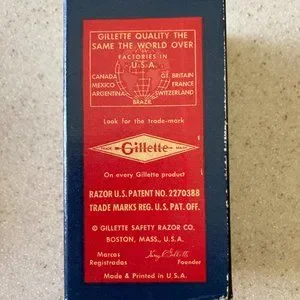 GILLETTE QUALITY THE
SAME THE WORLD OVER
FACTORIES IN
U.S.A.
CANADA GT. BRITAIN
MEXICO FRANCE
ARGENTINA SWITZERLAND
BRAZIL
Look for the trade-mark
Gillette
On every Gillette product
RAZOR U.S. PATENT NO. 2270388
TRADE MARKS REG. U.S. PAT. OFF.
© GILLETTE SAFETY RAZOR CO.
BOSTON, MASS., U.S.A.
Marcas
Registradas Founder
Made & Printed in U.S.A.